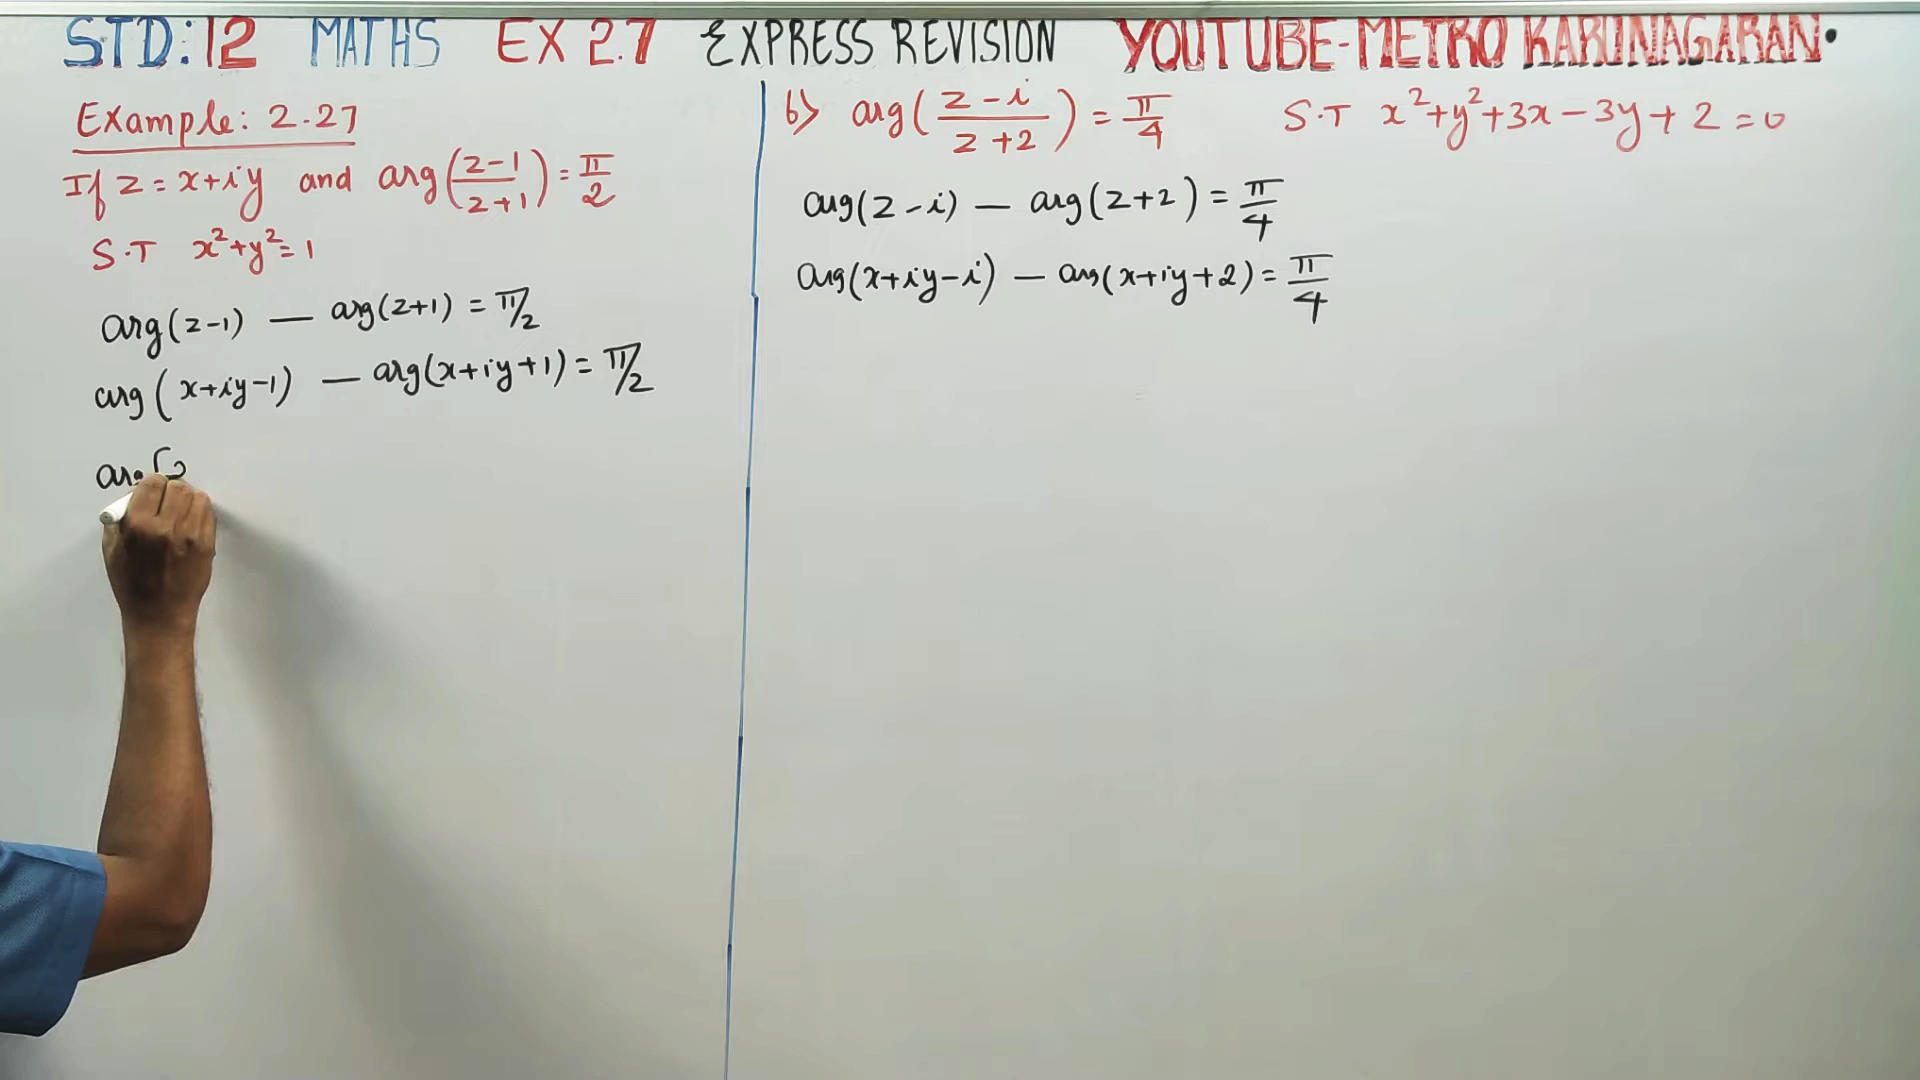 STD:12 MATHS EX 2.7 EXPRESS REVISION YOUTUBE-METRO KARUNAGARAN.
Example: 2.27
If z = x+iy and arg((z-1)/(z+1)) = π/2
S.T x²+y²=1
arg(z-1) — arg(z+1) = π/2
arg(x+iy-1) — arg(x+iy+1) = π/2
arg[
6> arg((z-i)/(z+2)) = π/4 S.T x²+y²+3x-3y+2=0
arg(z-i) — arg(z+2) = π/4
arg(x+iy-i) — arg(x+iy+2) = π/4